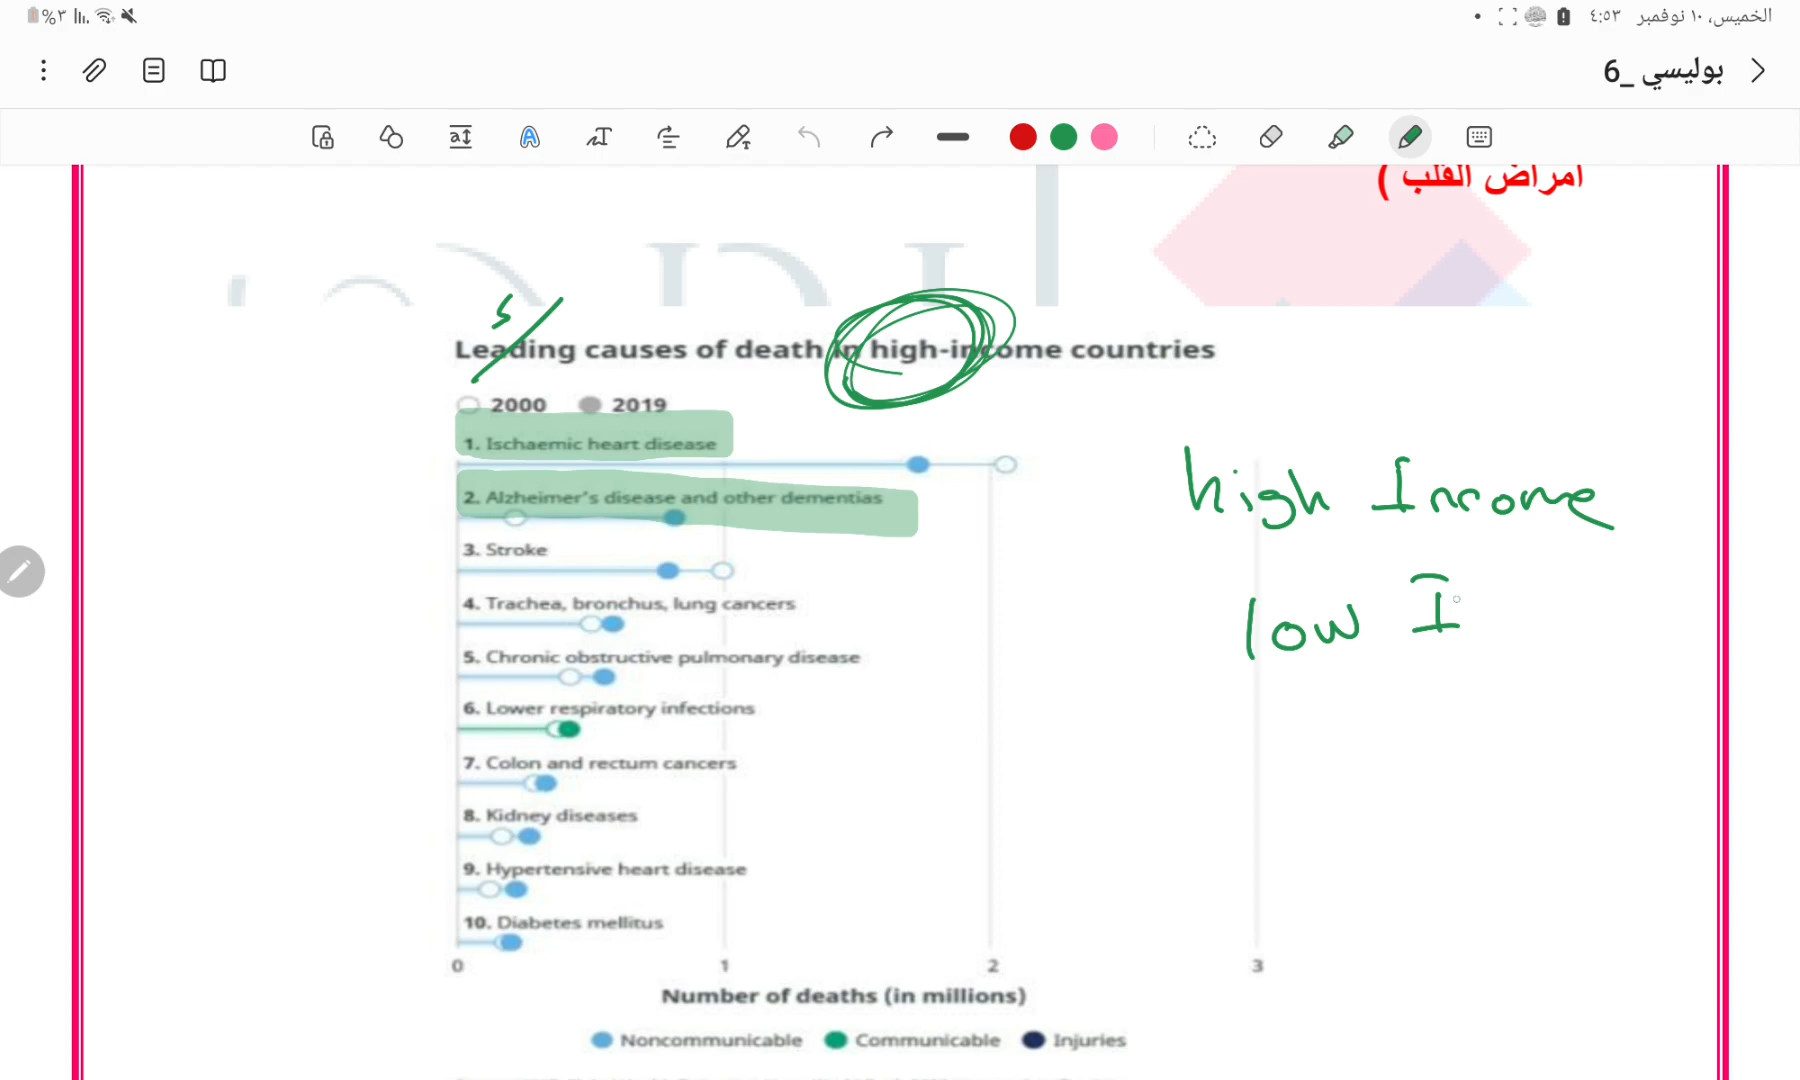 %٣
الخميس، ١٠ نوفمبر ٤:٥٣
بوليسي _6
أمراض القلب )
Leading causes of death in high-income countries
2000 2019
1. Ischaemic heart disease
2. Alzheimer's disease and other dementias
3. Stroke
4. Trachea, bronchus, lung cancers
5. Chronic obstructive pulmonary disease
6. Lower respiratory infections
7. Colon and rectum cancers
8. Kidney diseases
9. Hypertensive heart disease
10. Diabetes mellitus
0 1 2 3
Number of deaths (in millions)
Noncommunicable Communicable Injuries
high Income
low I